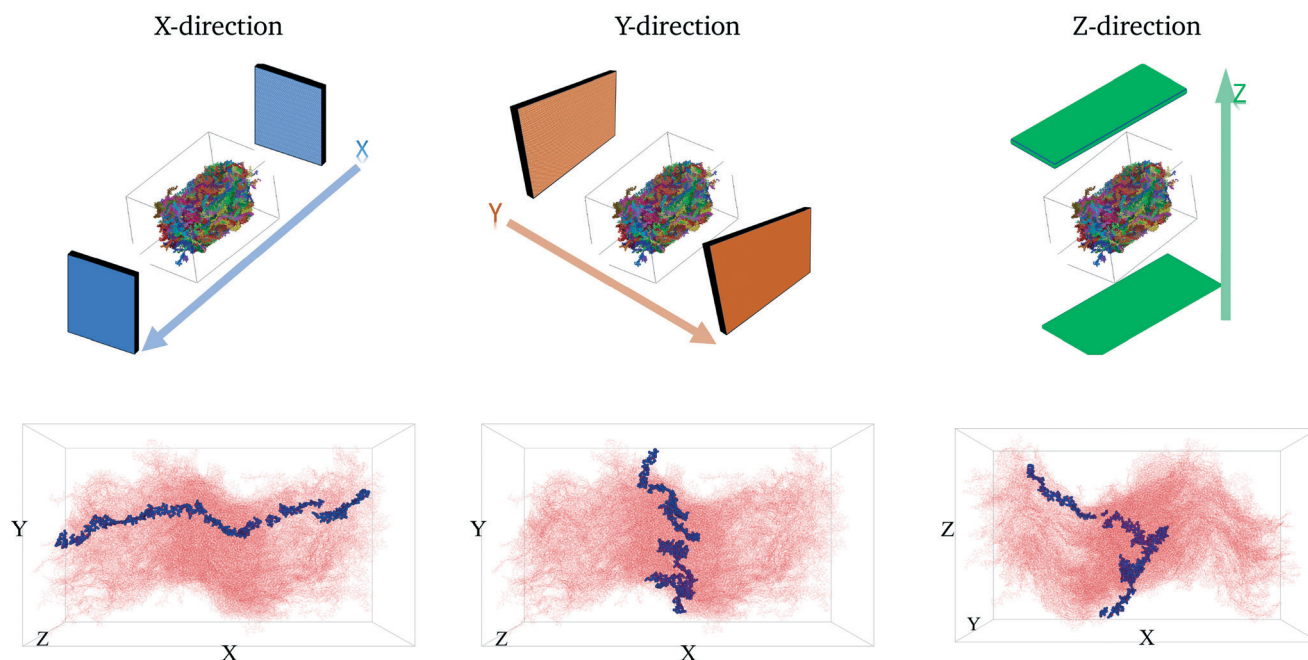 X-direction
Y-direction
Z-direction
X
Y
Z
Y
Z
X
Y
Z
X
Z
Y
X